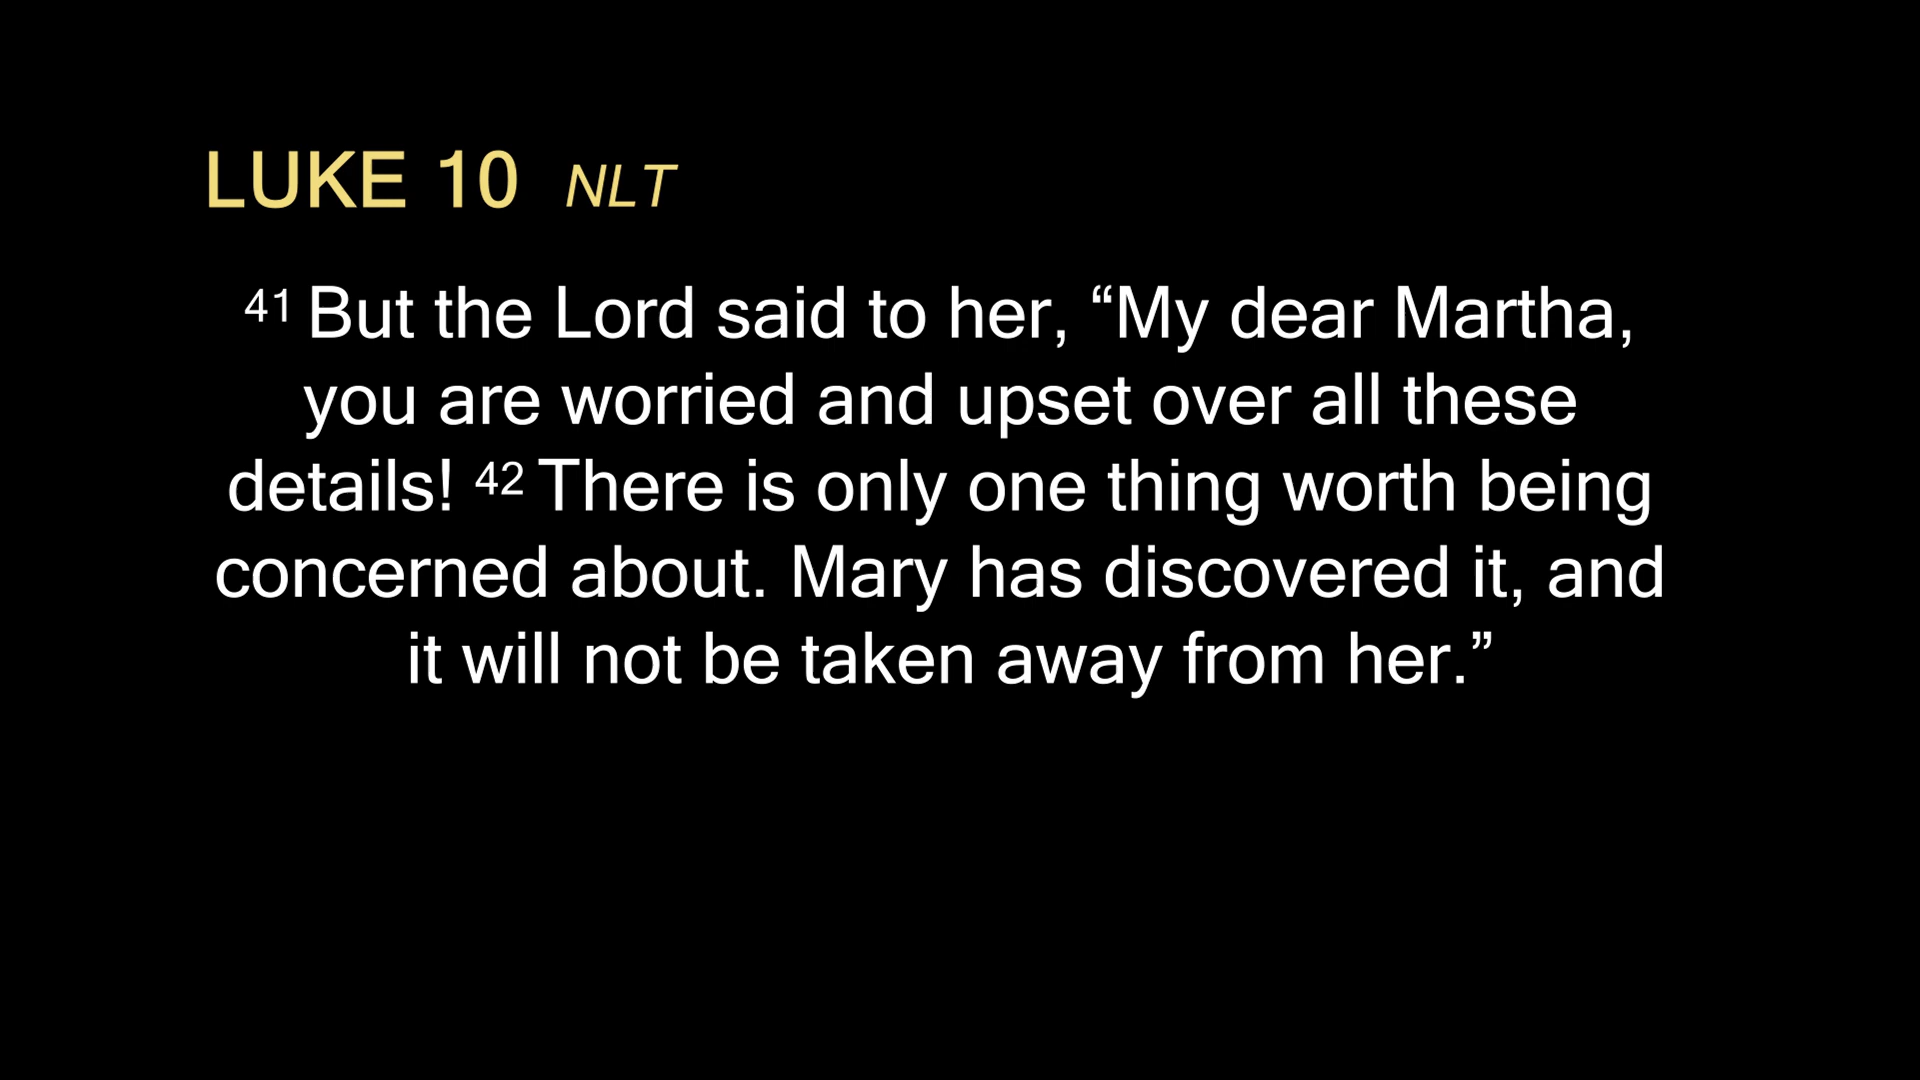 LUKE 10 NLT
41 But the Lord said to her, “My dear Martha,
you are worried and upset over all these
details! 42 There is only one thing worth being
concerned about. Mary has discovered it, and
it will not be taken away from her.”